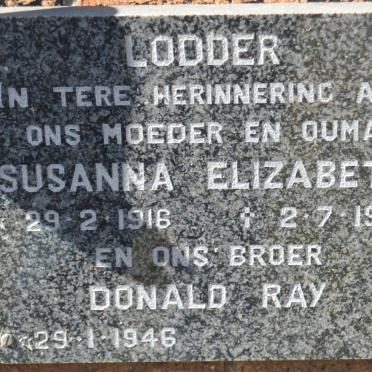 LODDER
IN TERE HERINNERING A
ONS MOEDER EN OUMA
SUSANNA ELIZABET
29-2-1916 † 2-7-19
EN ONS BROER
DONALD RAY
29-1-1946